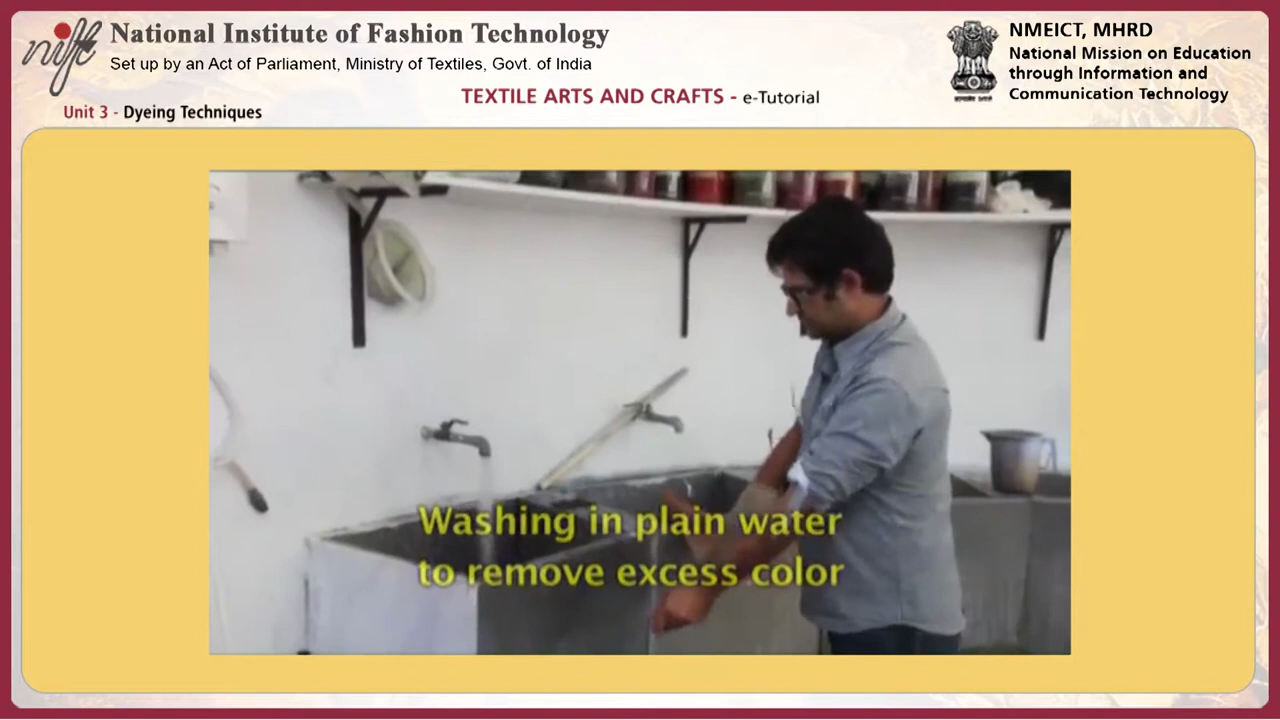 nift
National Institute of Fashion Technology
Set up by an Act of Parliament, Ministry of Textiles, Govt. of India
Unit 3 - Dyeing Techniques
TEXTILE ARTS AND CRAFTS - e-Tutorial
NMEICT, MHRD
National Mission on Education
through Information and
Communication Technology
Washing in plain water
to remove excess color